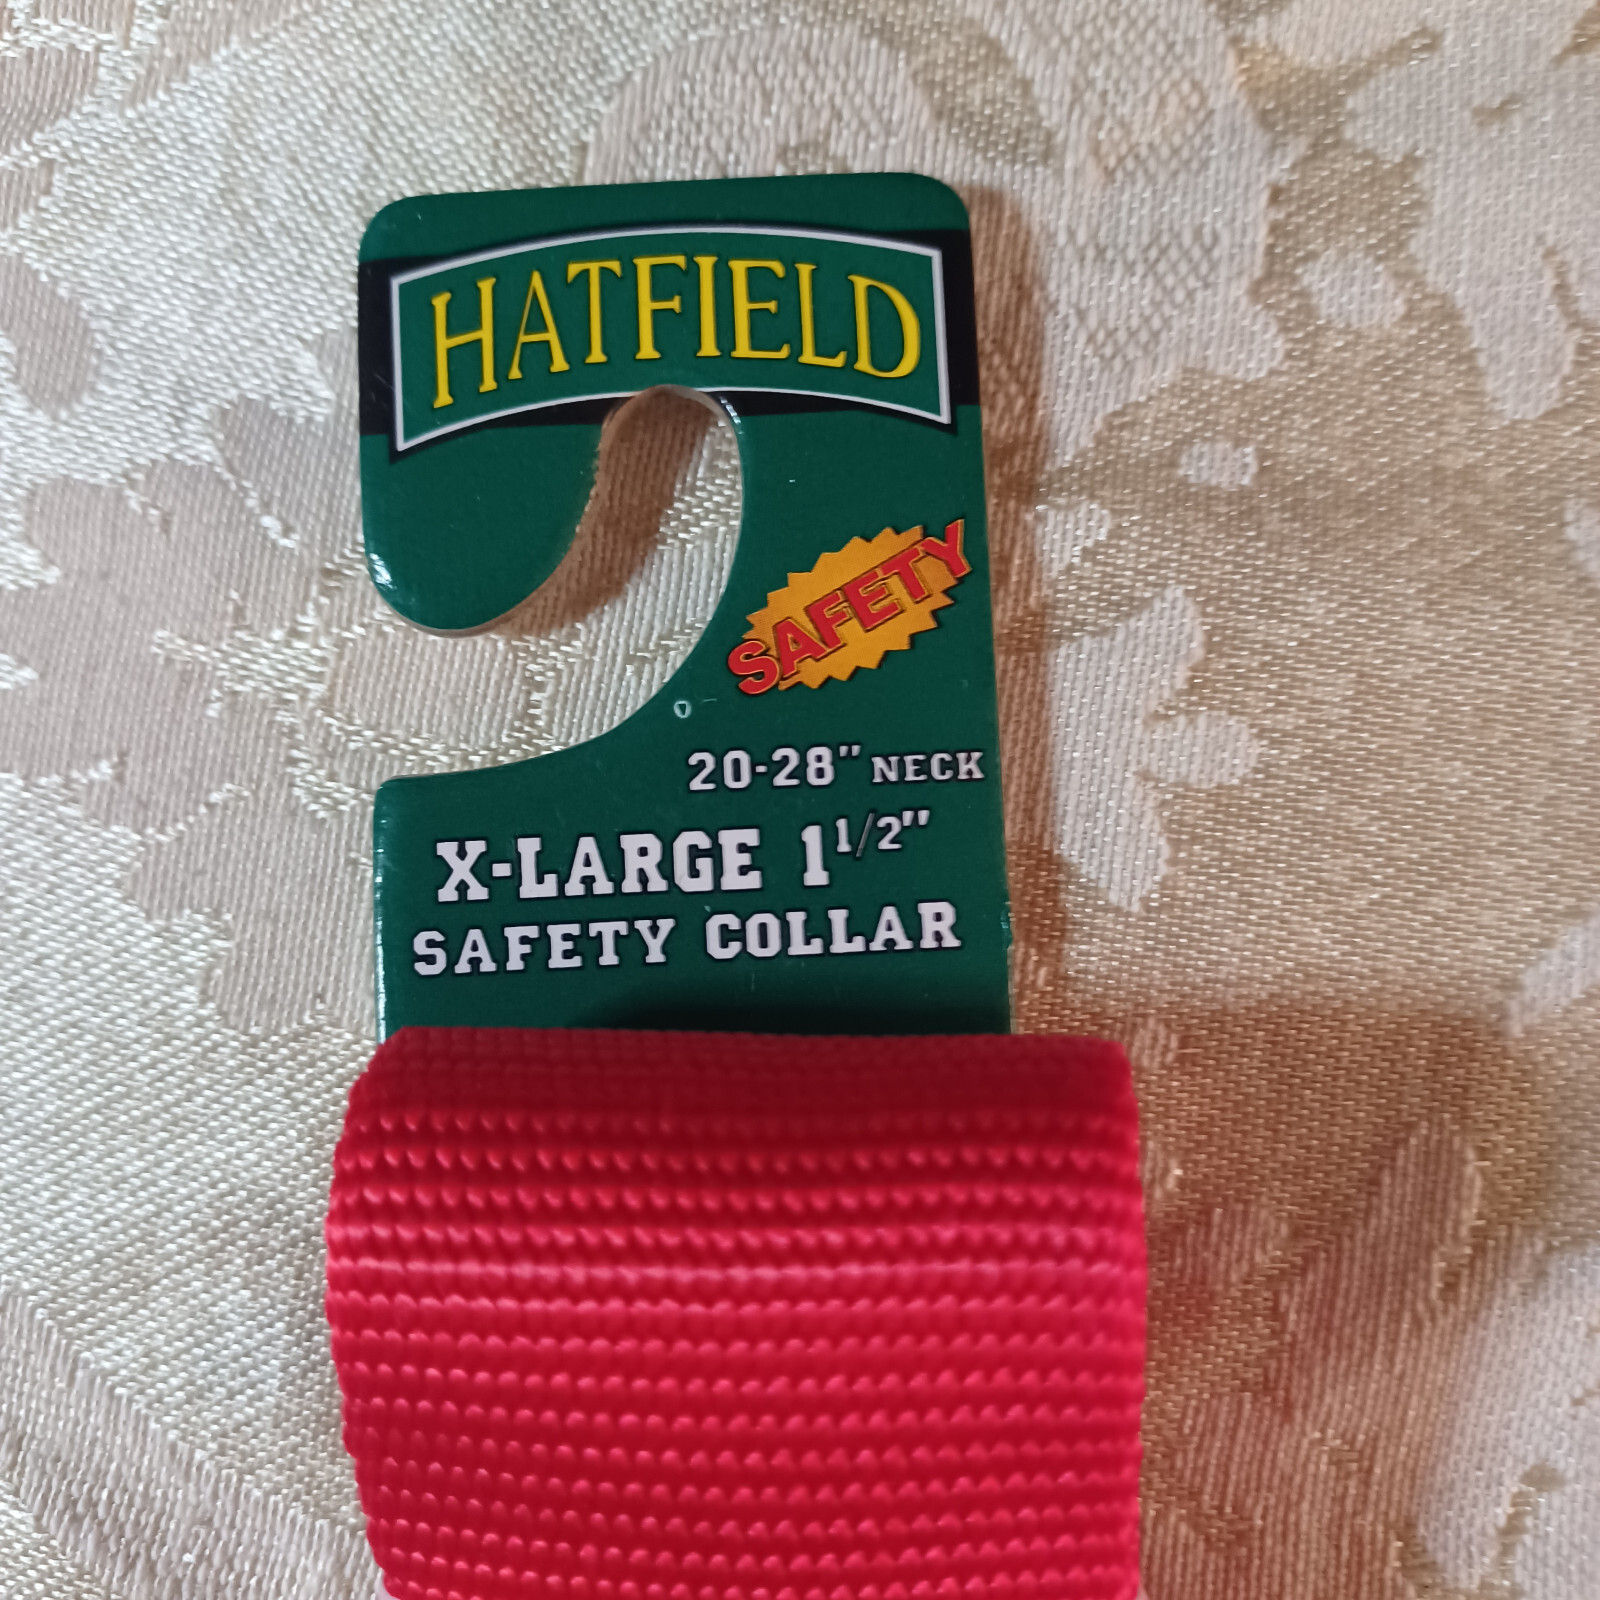 HATFIELD
SAFETY
20-28" NECK
X-LARGE 1 1/2"
SAFETY COLLAR